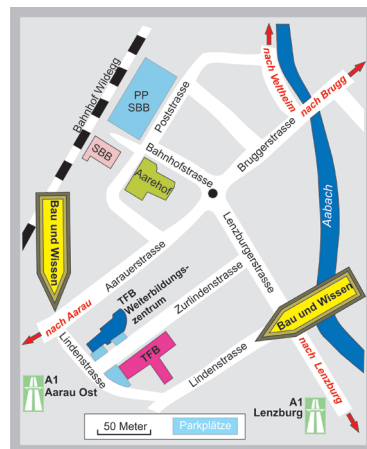 Bahnhof Wildegg
PP
SBB
Poststrasse
nach Veltheim
nach Brugg
SBB
Bahnhofstrasse
Bruggerstrasse
Aarehof
Aabach
Bau und Wissen
Aarauerstrasse
Lenzburgerstrasse
TFB
Weiterbildungs-
zentrum
Zurlindenstrasse
Bau und Wissen
nach Aarau
Lindenstrasse
TFB
Lindenstrasse
nach Lenzburg
A1
Aarau Ost
A1
Lenzburg
50 Meter
Parkplätze